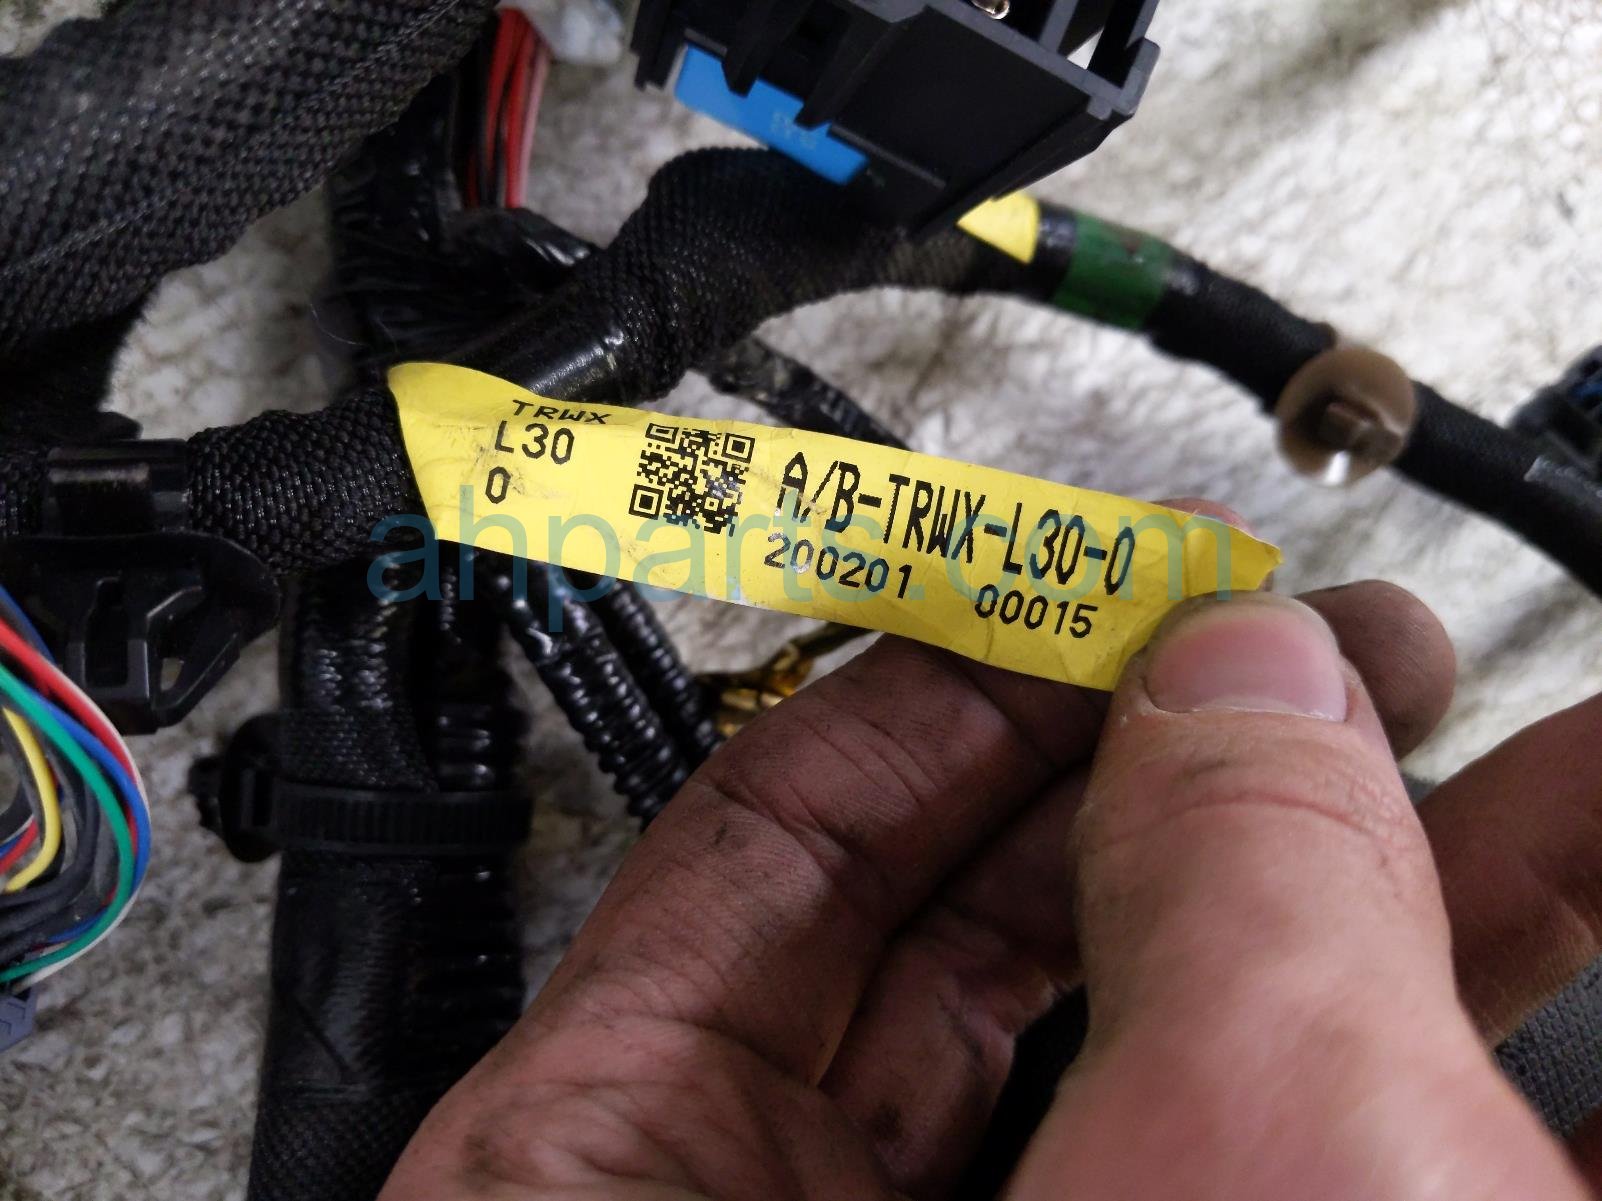 TRWX
L30
0
A/B-TRWX-L30-0
200201 00015
ahparts.com